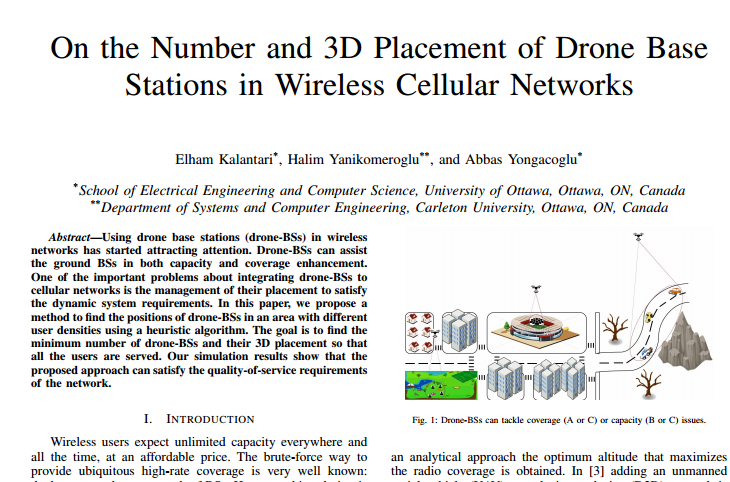 On the Number and 3D Placement of Drone Base
Stations in Wireless Cellular Networks
Elham Kalantari*, Halim Yanikomeroglu**, and Abbas Yongacoglu*
*School of Electrical Engineering and Computer Science, University of Ottawa, Ottawa, ON, Canada
**Department of Systems and Computer Engineering, Carleton University, Ottawa, ON, Canada
Abstract—Using drone base stations (drone-BSs) in wireless
networks has started attracting attention. Drone-BSs can assist
the ground BSs in both capacity and coverage enhancement.
One of the important problems about integrating drone-BSs to
cellular networks is the management of their placement to satisfy
the dynamic system requirements. In this paper, we propose a
method to find the positions of drone-BSs in an area with different
user densities using a heuristic algorithm. The goal is to find the
minimum number of drone-BSs and their 3D placement so that
all the users are served. Our simulation results show that the
proposed approach can satisfy the quality-of-service requirements
of the network.
I. INTRODUCTION
Wireless users expect unlimited capacity everywhere and
all the time, at an affordable price. The brute-force way to
provide ubiquitous high-rate coverage is very well known:
Fig. 1: Drone-BSs can tackle coverage (A or C) or capacity (B or C) issues.
an analytical approach the optimum altitude that maximizes
the radio coverage is obtained. In [3] adding an unmanned